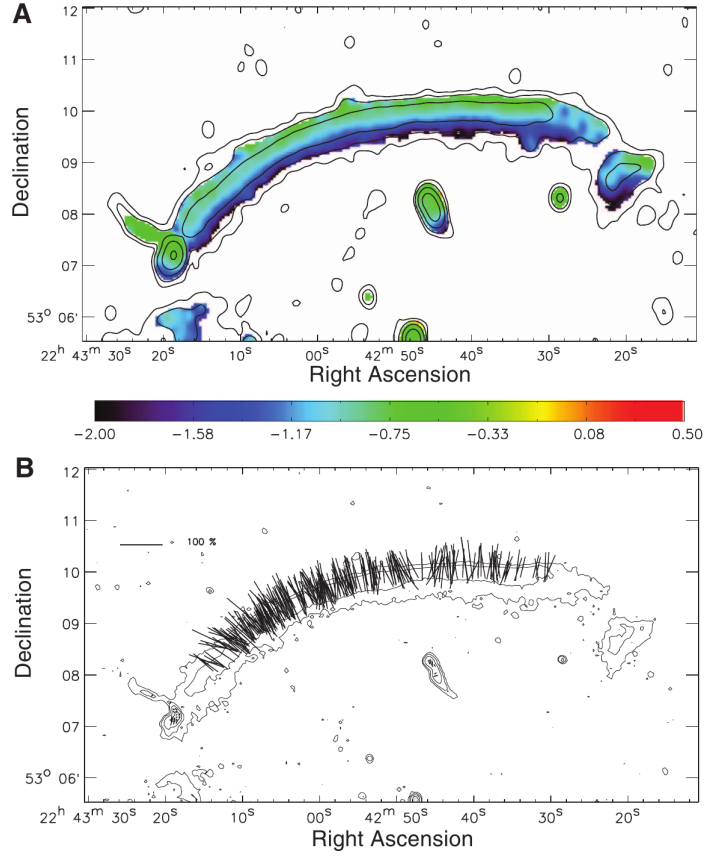 A
12
11
10
09
08
07
53° 06'
Declination
22ʰ 43ᵐ 30ˢ 20ˢ 10ˢ 00ˢ 42ᵐ 50ˢ 40ˢ 30ˢ 20ˢ
Right Ascension
−2.00 −1.58 −1.17 −0.75 −0.33 0.08 0.50
B
12
11
100 %
10
09
08
07
53° 06'
Declination
22ʰ 43ᵐ 30ˢ 20ˢ 10ˢ 00ˢ 42ᵐ 50ˢ 40ˢ 30ˢ 20ˢ
Right Ascension